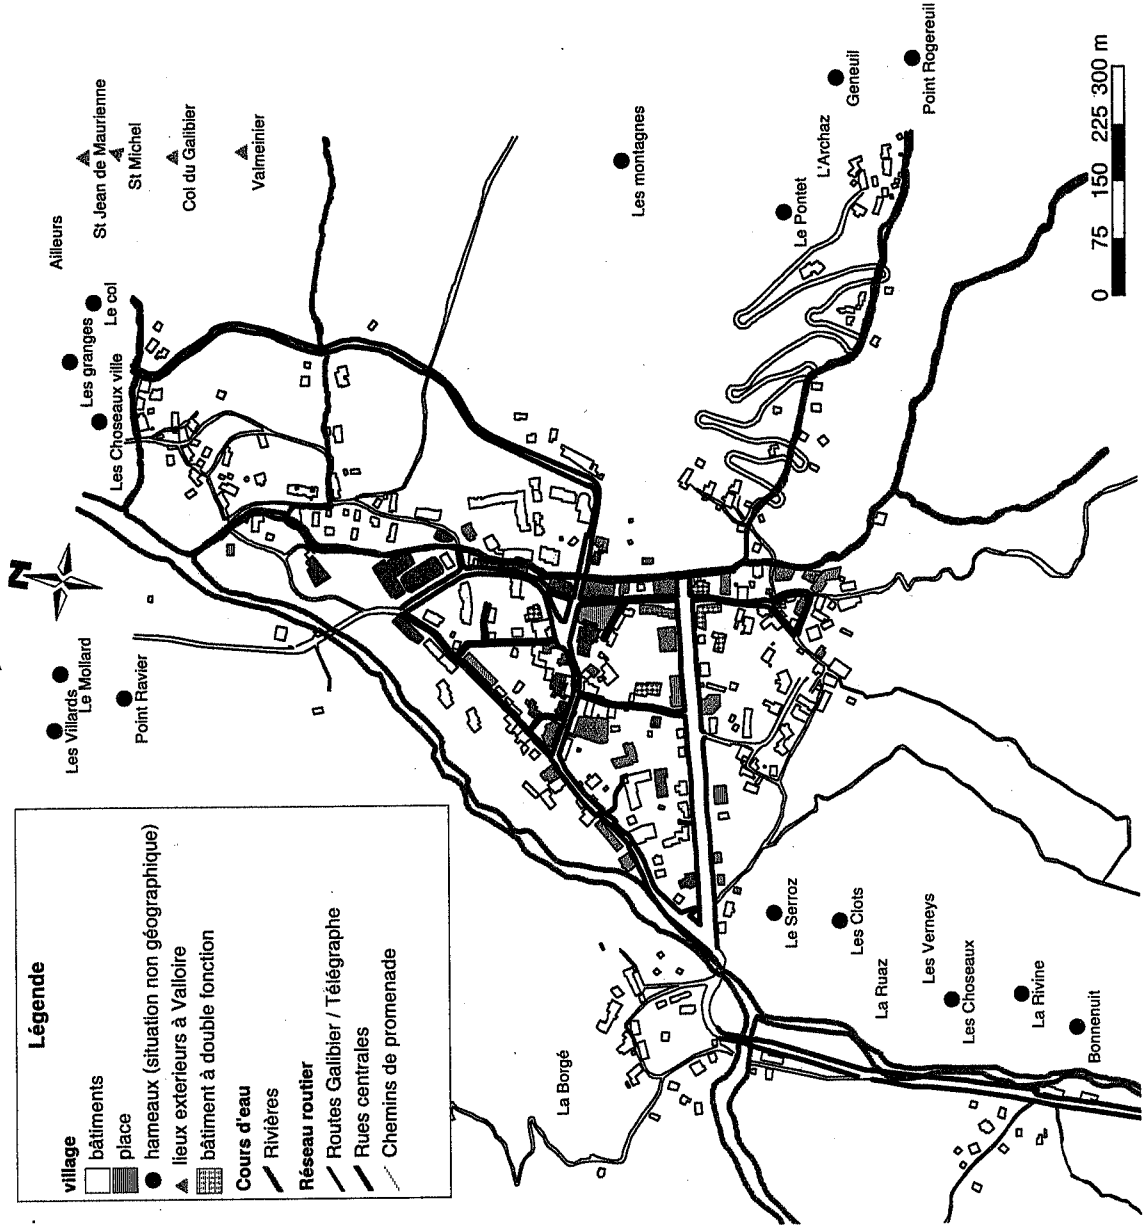 N
Les Villards
Le Mollard
Point Ravier
Les Choseaux ville
Les granges
Le col
Ailleurs
St Jean de Maurienne
St Michel
Col du Galibier
Valmeinier
Les montagnes
Le Pontet
L'Archaz
Geneuil
Point Rogereuil
0 75 150 225 300 m
La Borgé
Le Serroz
Les Clots
La Ruaz
Les Verneys
Les Choseaux
La Rivine
Bonnenuit
Légende
village
bâtiments
place
hameaux (situation non géographique)
lieux exterieurs à Valloire
bâtiment à double fonction
Cours d'eau
Rivières
Réseau routier
Routes Galibier / Télégraphe
Rues centrales
Chemins de promenade